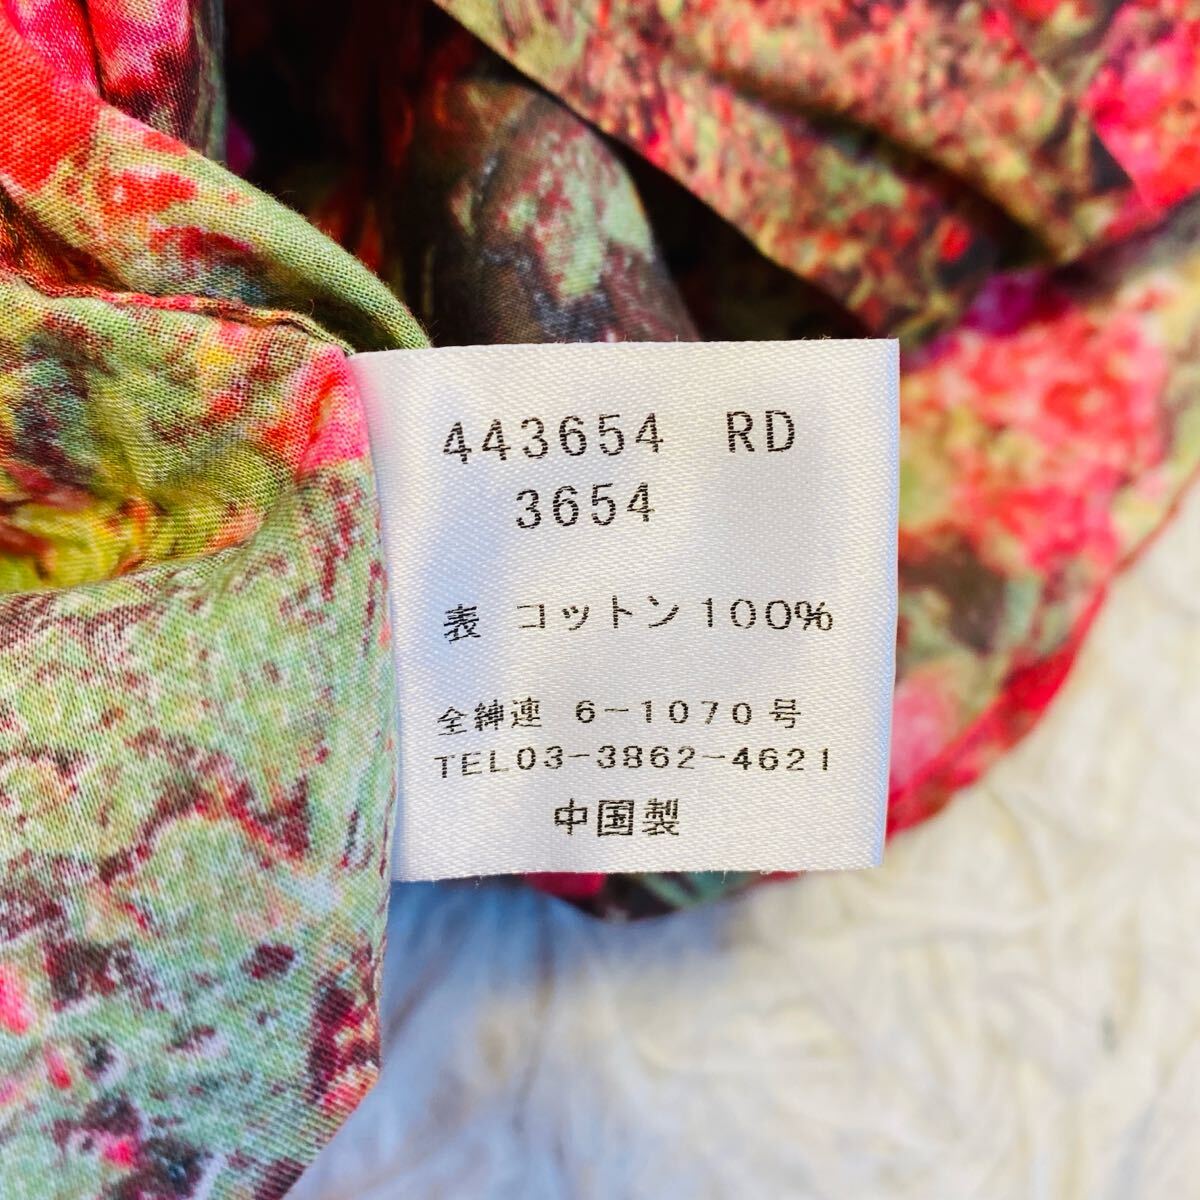 443654 RD
3654
表 コットン100%
全紳連 6-1070号
TEL03-3862-4621
中国製